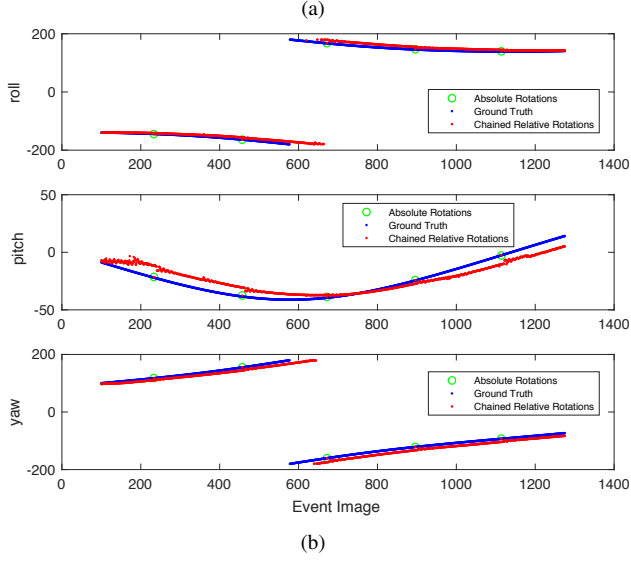 (a)
200
0
-200
roll
Absolute Rotations
Ground Truth
Chained Relative Rotations
0 200 400 600 800 1000 1200 1400
50
0
-50
pitch
Absolute Rotations
Ground Truth
Chained Relative Rotations
0 200 400 600 800 1000 1200 1400
200
0
-200
yaw
Absolute Rotations
Ground Truth
Chained Relative Rotations
0 200 400 600 800 1000 1200 1400
Event Image
(b)